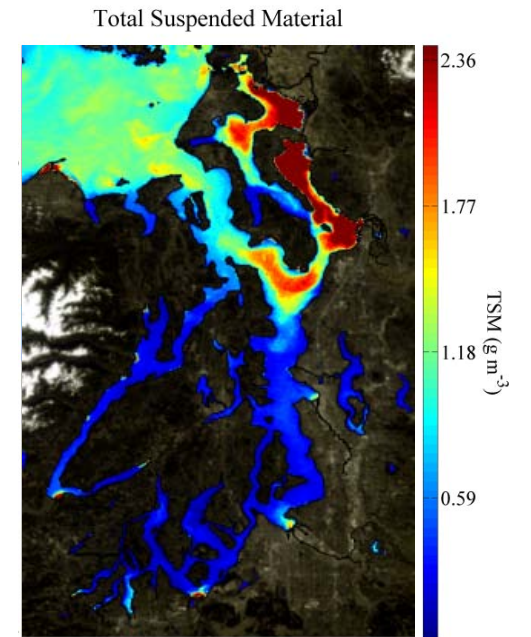 Total Suspended Material
2.36
1.77
1.18
0.59
TSM (g m-3)